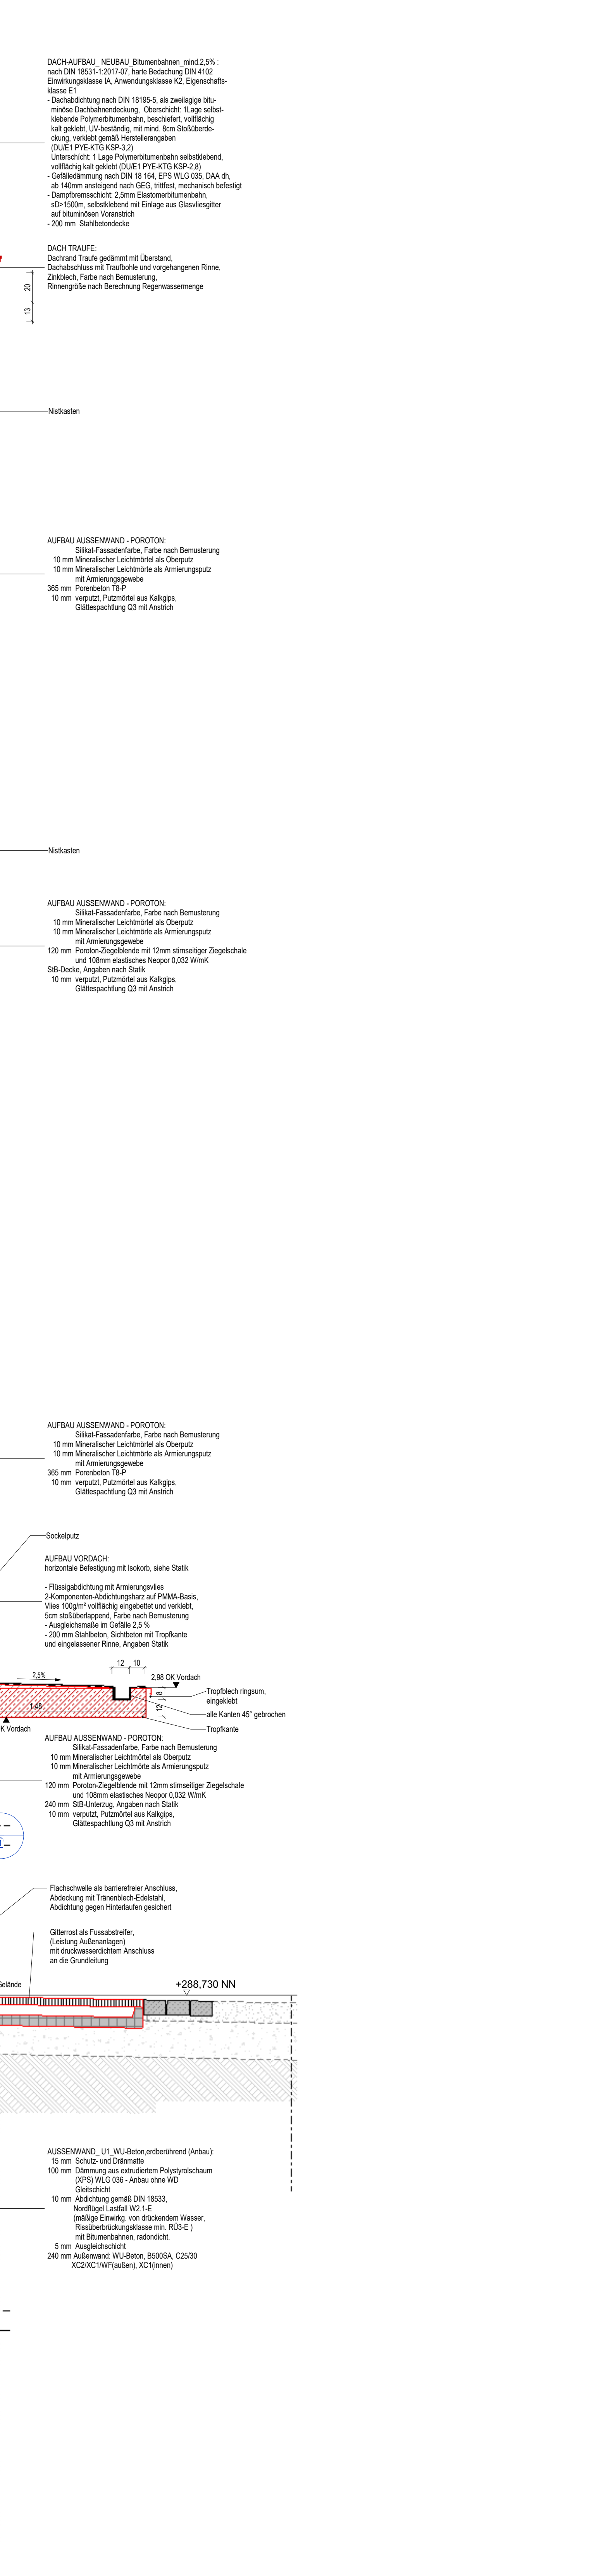 DACH-AUFBAU_ NEUBAU_Bitumenbahnen_mind.2,5% :
nach DIN 18531-1:2017-07, harte Bedachung DIN 4102
Einwirkungsklasse IA, Anwendungsklasse K2, Eigenschafts-
klasse E1
- Dachabdichtung nach DIN 18195-5, als zweilagige bitu-
minöse Dachbahnendeckung, Oberschicht: 1Lage selbst-
klebende Polymerbitumenbahn, beschiefert, vollflächig
kalt geklebt, UV-beständig, mit mind. 8cm Stoßüberde-
ckung, verklebt gemäß Herstellerangaben
(DU/E1 PYE-KTG KSP-3,2)
Unterschicht: 1 Lage Polymerbitumenbahn selbstklebend,
vollflächig kalt geklebt (DU/E1 PYE-KTG KSP-2,8)
- Gefälledämmung nach DIN 18 164, EPS WLG 035, DAA dh,
ab 140mm ansteigend nach GEG, trittfest, mechanisch befestigt
- Dampfbremsschicht: 2,5mm Elastomerbitumenbahn,
sD>1500m, selbstklebend mit Einlage aus Glasvliesgitter
auf bituminösen Voranstrich
- 200 mm Stahlbetondecke
DACH TRAUFE:
Dachrand Traufe gedämmt mit Überstand,
Dachabschluss mit Traufbohle und vorgehangenen Rinne,
Zinkblech, Farbe nach Bemusterung,
Rinnengröße nach Berechnung Regenwassermenge
20
13
Nistkasten
AUFBAU AUSSENWAND - POROTON:
Silikat-Fassadenfarbe, Farbe nach Bemusterung
10 mm Mineralischer Leichtmörtel als Oberputz
10 mm Mineralischer Leichtmörte als Armierungsputz
mit Armierungsgewebe
365 mm Porenbeton T8-P
10 mm verputzt, Putzmörtel aus Kalkgips,
Glättespachtlung Q3 mit Anstrich
Nistkasten
AUFBAU AUSSENWAND - POROTON:
Silikat-Fassadenfarbe, Farbe nach Bemusterung
10 mm Mineralischer Leichtmörtel als Oberputz
10 mm Mineralischer Leichtmörte als Armierungsputz
mit Armierungsgewebe
120 mm Poroton-Ziegelblende mit 12mm stirnseitiger Ziegelschale
und 108mm elastisches Neopor 0,032 W/mK
StB-Decke, Angaben nach Statik
10 mm verputzt, Putzmörtel aus Kalkgips,
Glättespachtlung Q3 mit Anstrich
AUFBAU AUSSENWAND - POROTON:
Silikat-Fassadenfarbe, Farbe nach Bemusterung
10 mm Mineralischer Leichtmörtel als Oberputz
10 mm Mineralischer Leichtmörte als Armierungsputz
mit Armierungsgewebe
365 mm Porenbeton T8-P
10 mm verputzt, Putzmörtel aus Kalkgips,
Glättespachtlung Q3 mit Anstrich
Sockelputz
AUFBAU VORDACH:
horizontale Befestigung mit Isokorb, siehe Statik
- Flüssigabdichtung mit Armierungsvlies
2-Komponenten-Abdichtungsharz auf PMMA-Basis,
Vlies 100g/m² vollflächig eingebettet und verklebt,
5cm stoßüberlappend, Farbe nach Bemusterung
- Ausgleichsmaße im Gefälle 2,5 %
- 200 mm Stahlbeton, Sichtbeton mit Tropfkante
und eingelassener Rinne, Angaben Statik
12 10
2,5%
2,98 OK Vordach
8
12
1.48
Tropfblech ringsum,
eingeklebt
alle Kanten 45° gebrochen
Tropfkante
K Vordach
AUFBAU AUSSENWAND - POROTON:
Silikat-Fassadenfarbe, Farbe nach Bemusterung
10 mm Mineralischer Leichtmörtel als Oberputz
10 mm Mineralischer Leichtmörte als Armierungsputz
mit Armierungsgewebe
120 mm Poroton-Ziegelblende mit 12mm stirnseitiger Ziegelschale
und 108mm elastisches Neopor 0,032 W/mK
240 mm StB-Unterzug, Angaben nach Statik
10 mm verputzt, Putzmörtel aus Kalkgips,
Glättespachtlung Q3 mit Anstrich
Flachschwelle als barrierefreier Anschluss,
Abdeckung mit Tränenblech-Edelstahl,
Abdichtung gegen Hinterlaufen gesichert
Gitterrost als Fussabstreifer,
(Leistung Außenanlagen)
mit druckwasserdichtem Anschluss
an die Grundleitung
Gelände
+288,730 NN
AUSSENWAND_ U1_WU-Beton,erdberührend (Anbau):
15 mm Schutz- und Dränmatte
100 mm Dämmung aus extrudiertem Polystyrolschaum
(XPS) WLG 036 - Anbau ohne WD
Gleitschicht
10 mm Abdichtung gemäß DIN 18533,
Nordflügel Lastfall W2.1-E
(mäßige Einwirkg. von drückendem Wasser,
Rissüberbrückungsklasse min. RÜ3-E )
mit Bitumenbahnen, radondicht.
5 mm Ausgleichschicht
240 mm Außenwand: WU-Beton, B500SA, C25/30
XC2/XC1/WF(außen), XC1(innen)